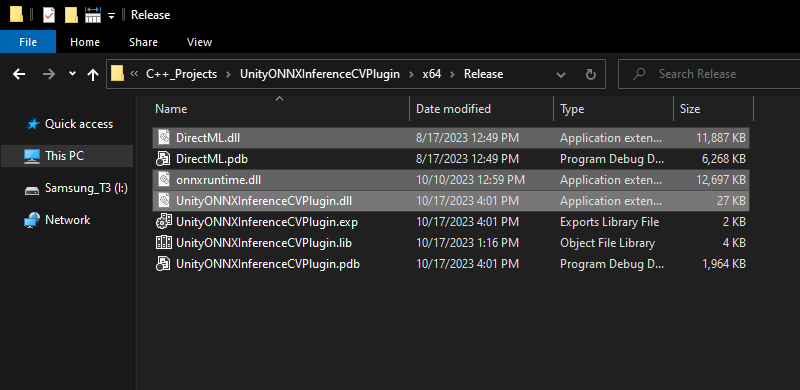 Release
File Home Share View
« C++_Projects > UnityONNXInferenceCVPlugin > x64 > Release Search Release
Name Date modified Type Size
Quick access
This PC
Samsung_T3 (I:)
Network
DirectML.dll 8/17/2023 12:49 PM Application exten... 11,887 KB
DirectML.pdb 8/17/2023 12:49 PM Program Debug D... 6,268 KB
onnxruntime.dll 10/10/2023 12:59 PM Application exten... 12,697 KB
UnityONNXInferenceCVPlugin.dll 10/17/2023 4:01 PM Application exten... 27 KB
UnityONNXInferenceCVPlugin.exp 10/17/2023 4:01 PM Exports Library File 2 KB
UnityONNXInferenceCVPlugin.lib 10/17/2023 1:16 PM Object File Library 4 KB
UnityONNXInferenceCVPlugin.pdb 10/17/2023 4:01 PM Program Debug D... 1,964 KB